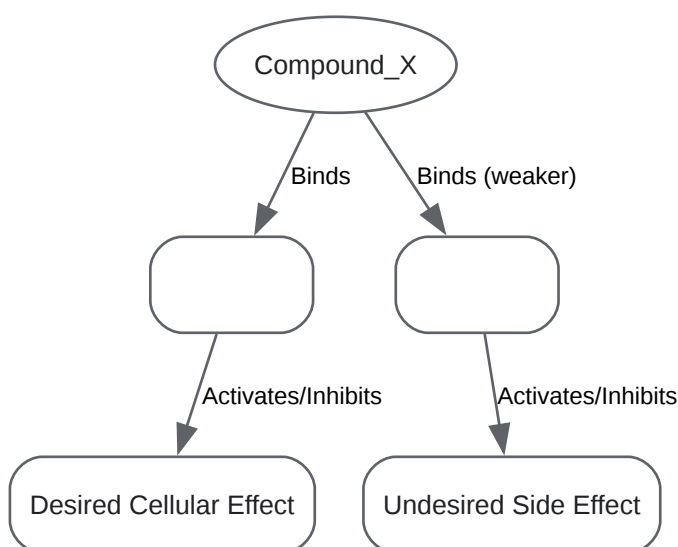 Compound_X
Binds
Binds (weaker)
Activates/Inhibits
Activates/Inhibits
Desired Cellular Effect
Undesired Side Effect